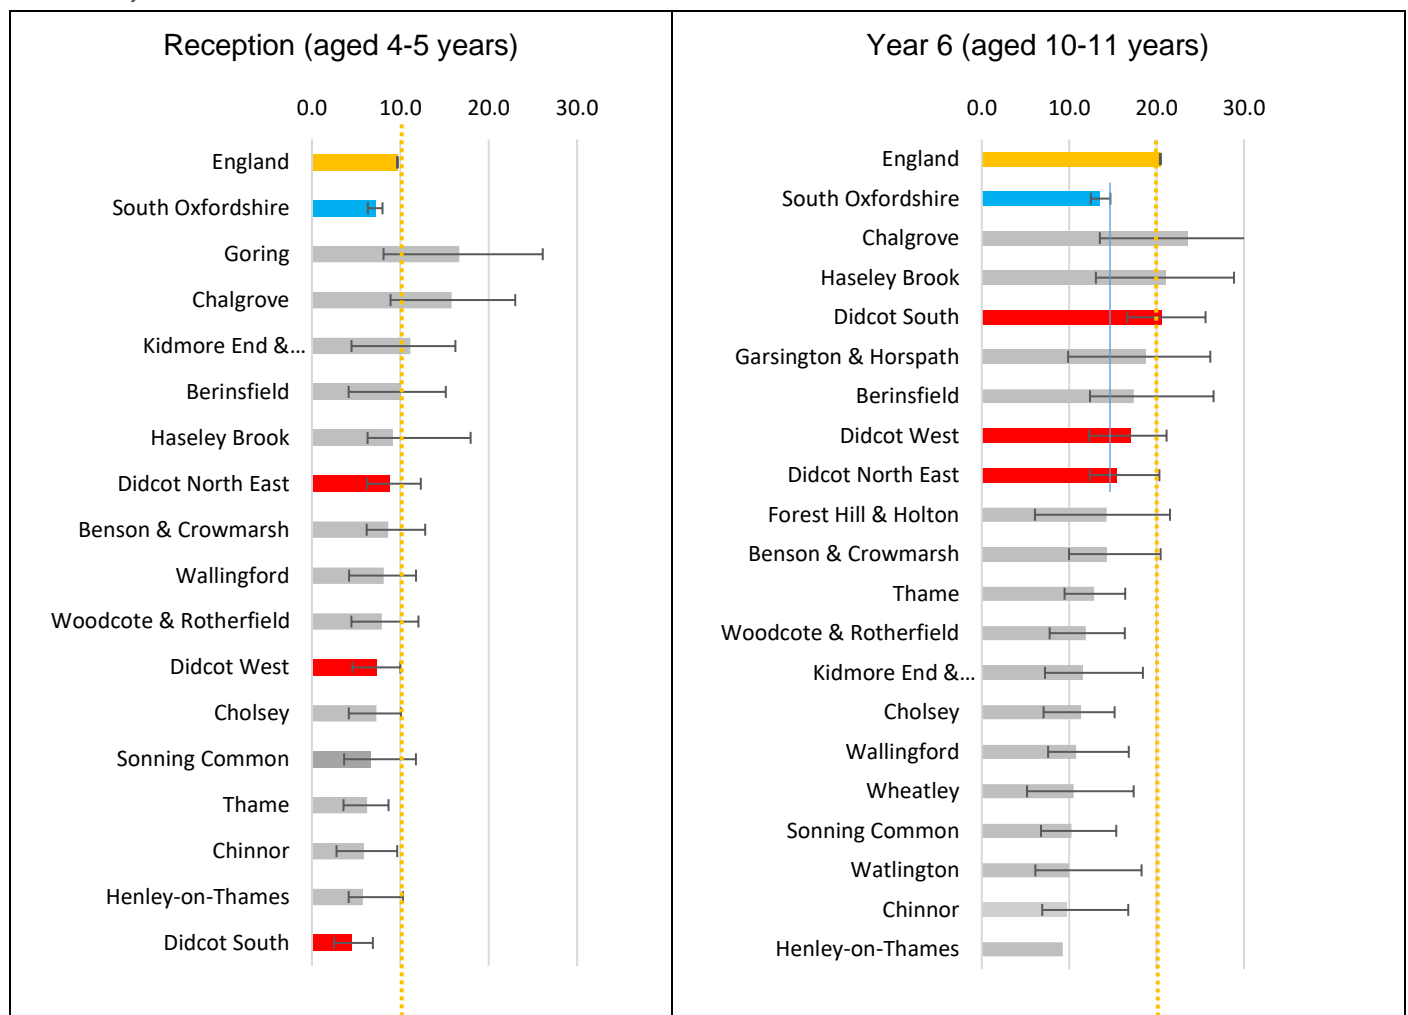 Reception (aged 4-5 years)
0.0 10.0 20.0 30.0
England
South Oxfordshire
Goring
Chalgrove
Kidmore End &...
Berinsfield
Haseley Brook
Didcot North East
Benson & Crowmarsh
Wallingford
Woodcote & Rotherfield
Didcot West
Cholsey
Sonning Common
Thame
Chinnor
Henley-on-Thames
Didcot South
Year 6 (aged 10-11 years)
0.0 10.0 20.0 30.0
England
South Oxfordshire
Chalgrove
Haseley Brook
Didcot South
Garsington & Horspath
Berinsfield
Didcot West
Didcot North East
Forest Hill & Holton
Benson & Crowmarsh
Thame
Woodcote & Rotherfield
Kidmore End &...
Cholsey
Wallingford
Wheatley
Sonning Common
Watlington
Chinnor
Henley-on-Thames